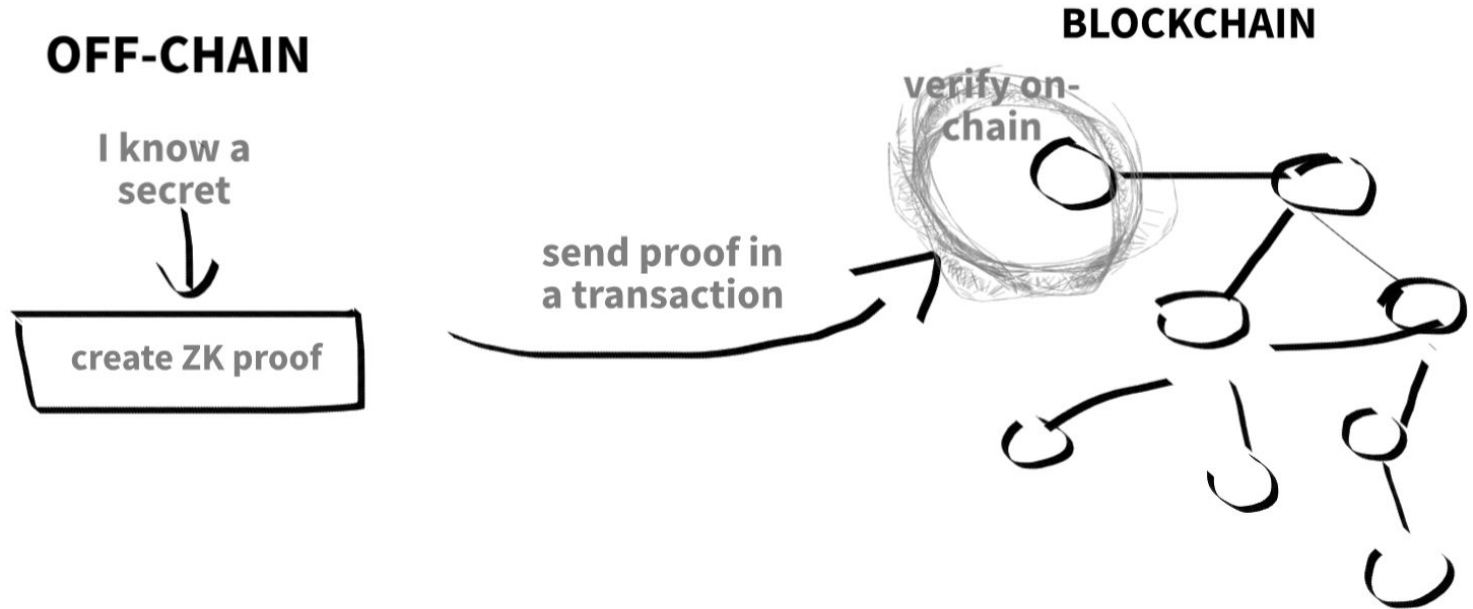 OFF-CHAIN
I know a
secret
create ZK proof
send proof in
a transaction
BLOCKCHAIN
verify on-
chain